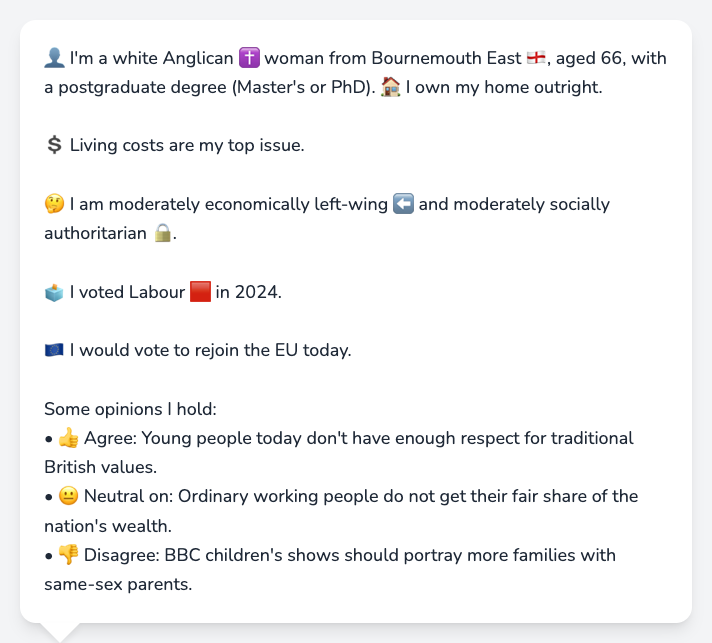 👤 I'm a white Anglican ✝️ woman from Bournemouth East 🏴󠁧󠁢󠁥󠁮󠁧󠁿, aged 66, with
a postgraduate degree (Master's or PhD). 🏠 I own my home outright.
💲 Living costs are my top issue.
🤔 I am moderately economically left-wing ⬅️ and moderately socially
authoritarian 🔒.
🗳️ I voted Labour 🟥 in 2024.
🇪🇺 I would vote to rejoin the EU today.
Some opinions I hold:
• 👍 Agree: Young people today don't have enough respect for traditional
British values.
• 😐 Neutral on: Ordinary working people do not get their fair share of the
nation's wealth.
• 👎 Disagree: BBC children's shows should portray more families with
same-sex parents.